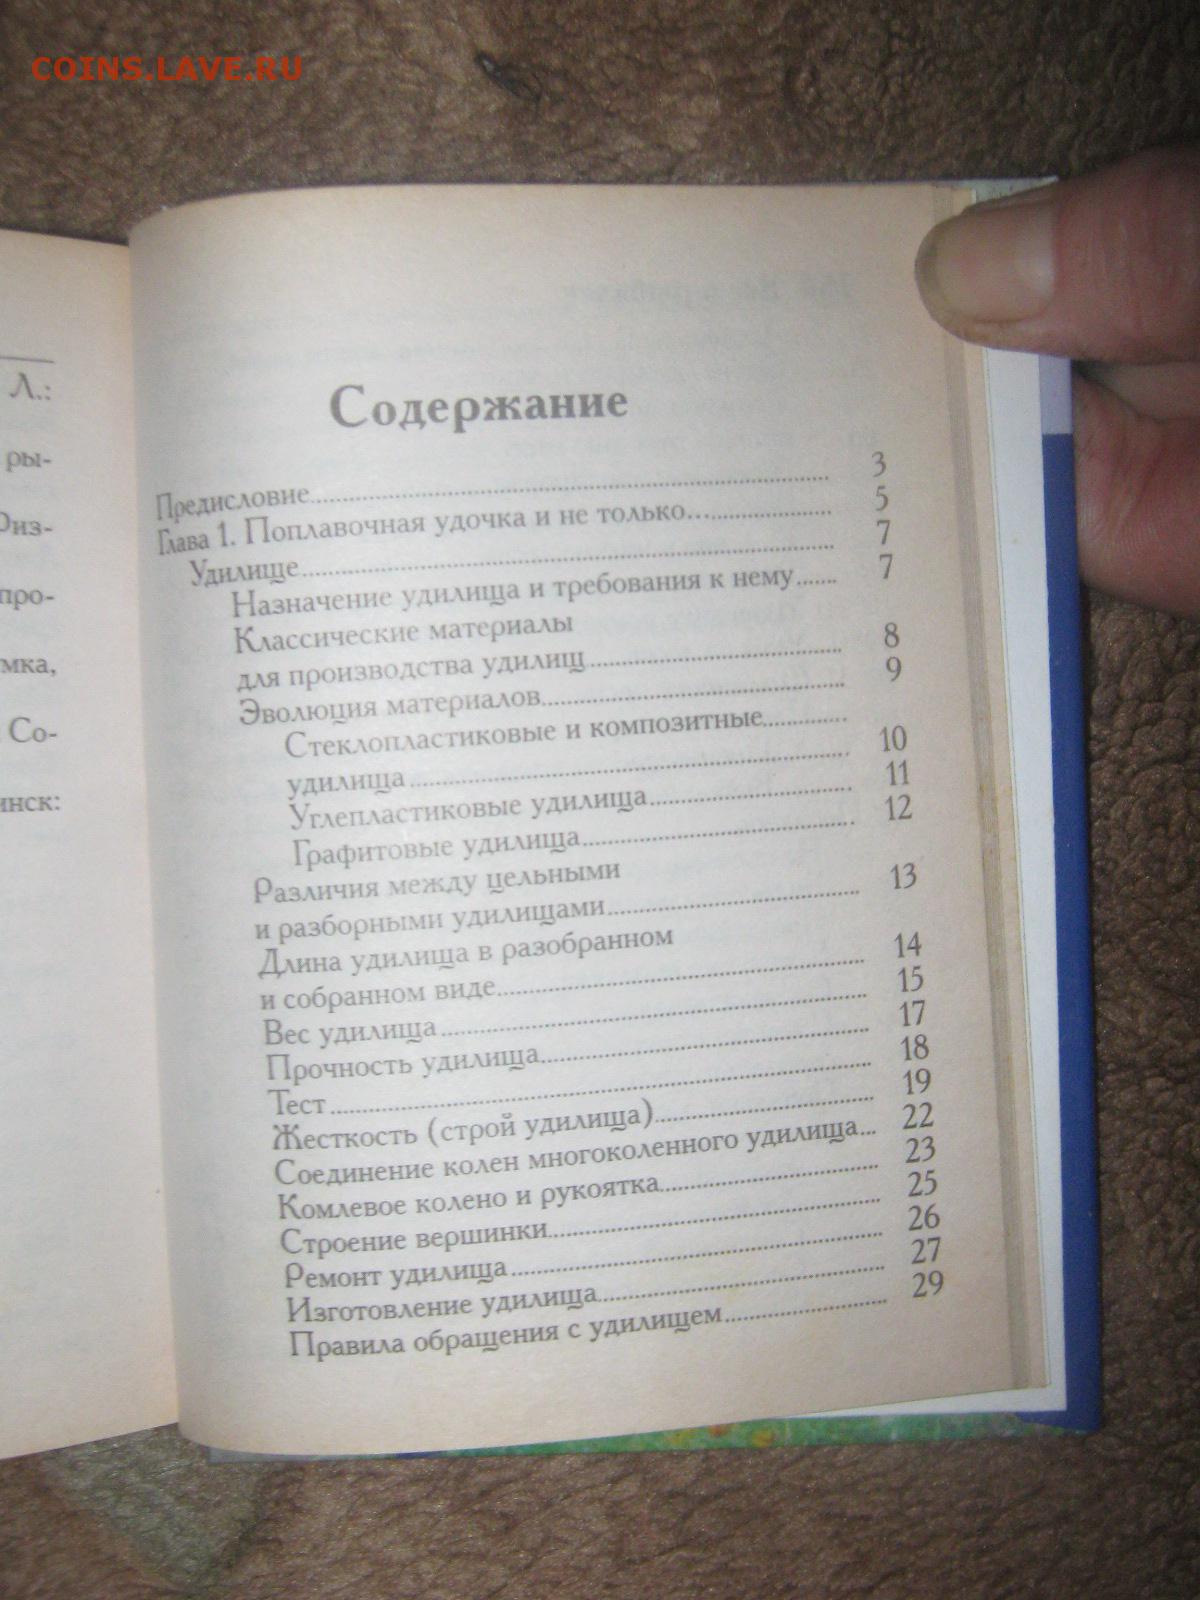 COINS.LAVE.RU
Л.:
ры-
Физ-
про-
мка,
Со-
инск:
Содержание
Предисловие 3
Глава 1. Поплавочная удочка и не только... 5
Удилище 7
Назначение удилища и требования к нему 7
Классические материалы
для производства удилищ 8
Эволюция материалов 9
Стеклопластиковые и композитные
удилища 10
Углепластиковые удилища 11
Графитовые удилища 12
Различия между цельными
и разборными удилищами 13
Длина удилища в разобранном
и собранном виде 14
Вес удилища 15
Прочность удилища 17
Тест 18
Жесткость (строй удилища) 19
Соединение колен многоколенного удилища 22
Комлевое колено и рукоятка 23
Строение вершинки 25
Ремонт удилища 26
Изготовление удилища 27
Правила обращения с удилищем 29